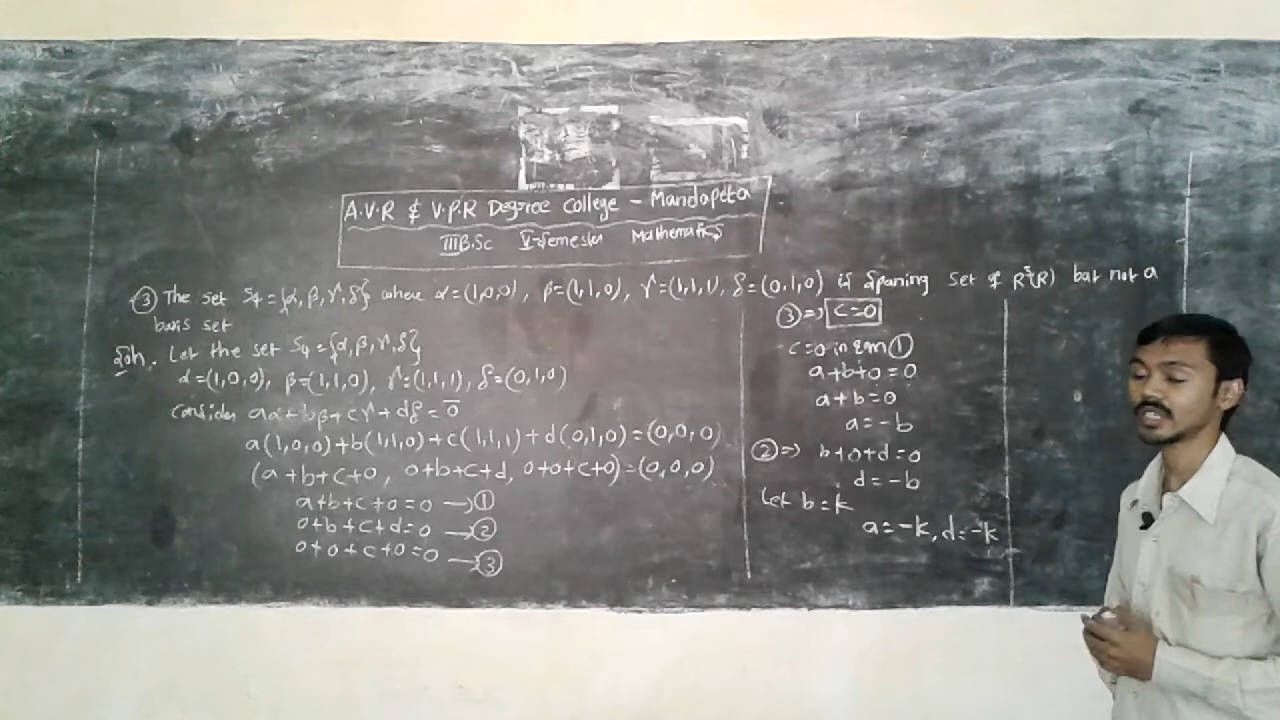 A.V.R & V.P.R Degree College - Mandapeta
III B.Sc V-Semester Mathematics
③ The set S₄={α, β, γ, δ} where α=(1,0,0), β=(1,1,0), γ=(1,1,1), δ=(0,1,0) is Spaning Set of R³(R) but not a
basis set
Soln. Let the set S₄={α, β, γ, δ}
α=(1,0,0), β=(1,1,0), γ=(1,1,1), δ=(0,1,0)
Consider aα+bβ+cγ+dδ=0̅
a(1,0,0)+b(1,1,0)+c(1,1,1)+d(0,1,0)=(0,0,0)
(a+b+c+0, 0+b+c+d, 0+0+c+0)=(0,0,0)
a+b+c+0=0 →①
0+b+c+d=0 →②
0+0+c+0=0 →③
③ ⇒ c=0
c=0 in eqn ①
a+b+0=0
a+b=0
a=-b
② ⇒ b+0+d=0
d=-b
Let b=k
a=-k, d=-k